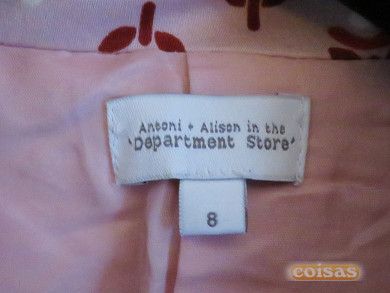 Antoni + Alison in the
'Department Store'
8
coisas